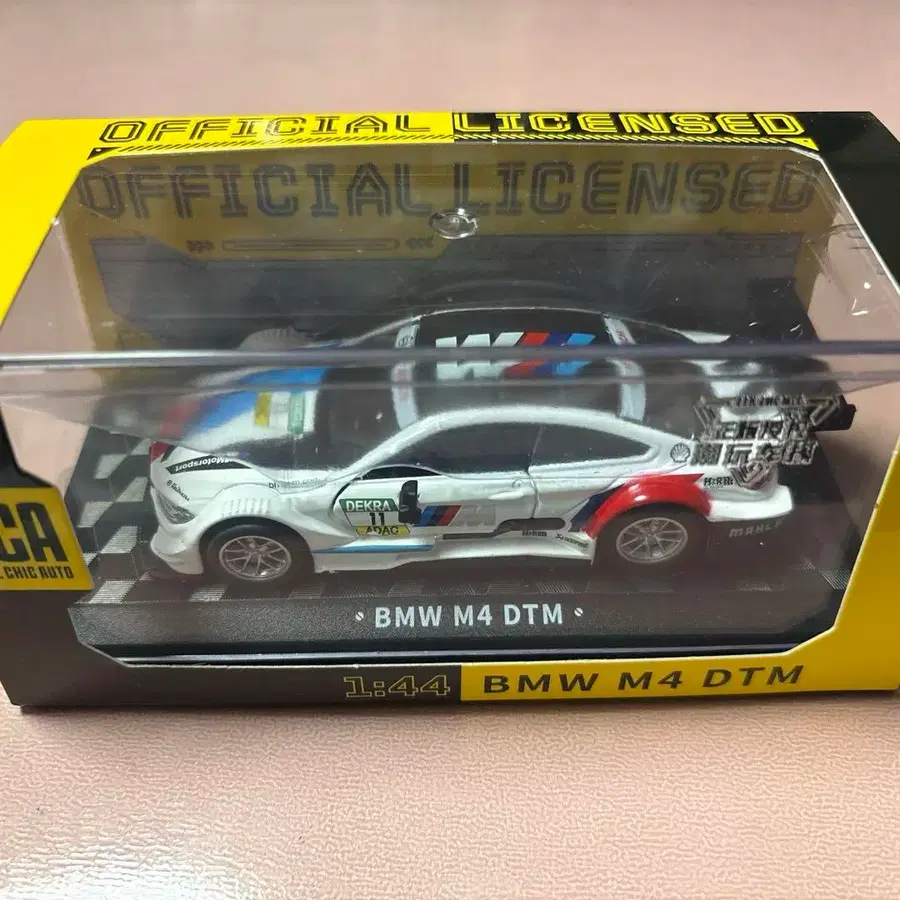 OFFICIAL LICENSED
OFFICIAL LICENSED
M
Motorsport
DEKRA
11
ADAC
M
H&R
MAHLE
CA
CHIC AUTO
· BMW M4 DTM ·
1:44 BMW M4 DTM